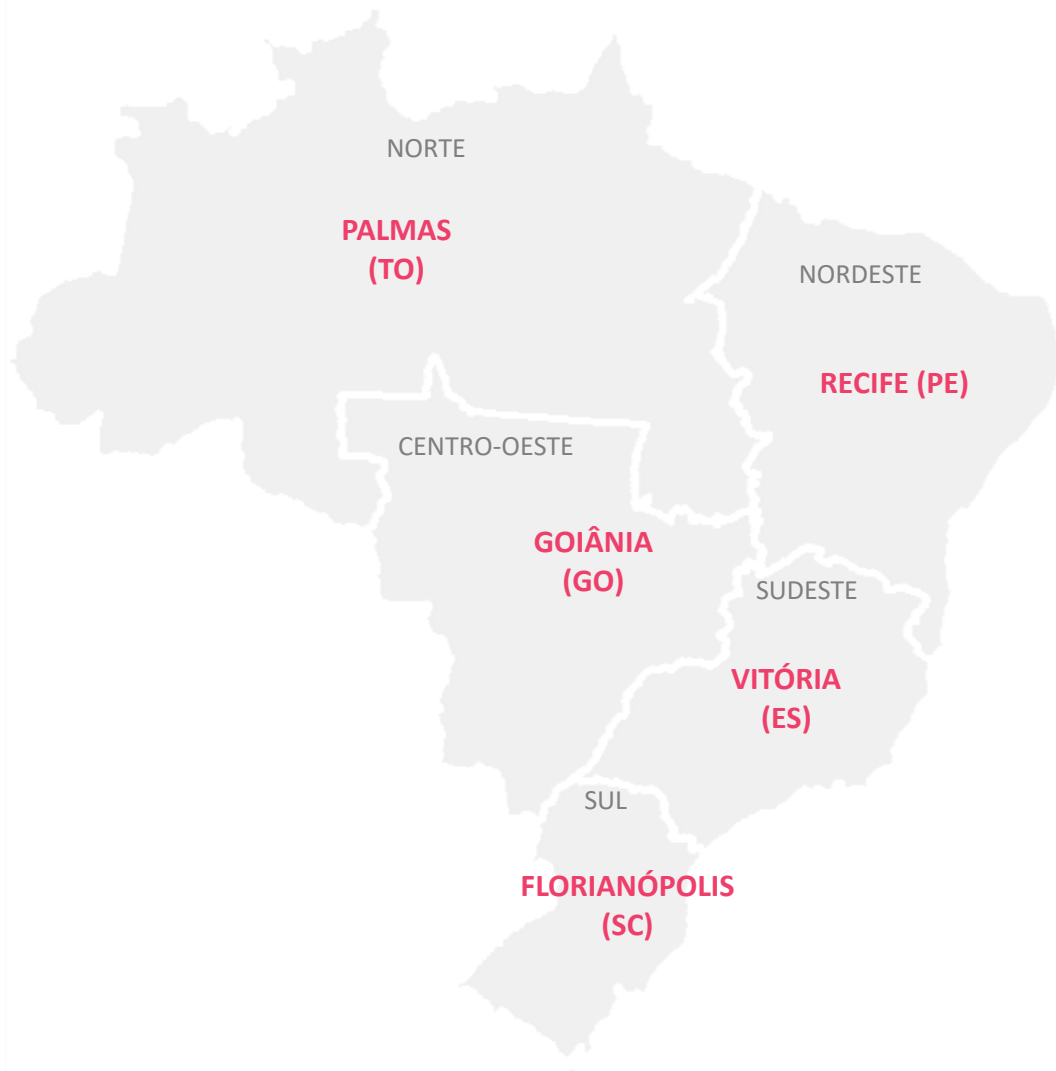 NORTE
PALMAS
(TO)
NORDESTE
RECIFE (PE)
CENTRO-OESTE
GOIÂNIA
(GO)
SUDESTE
VITÓRIA
(ES)
SUL
FLORIANÓPOLIS
(SC)